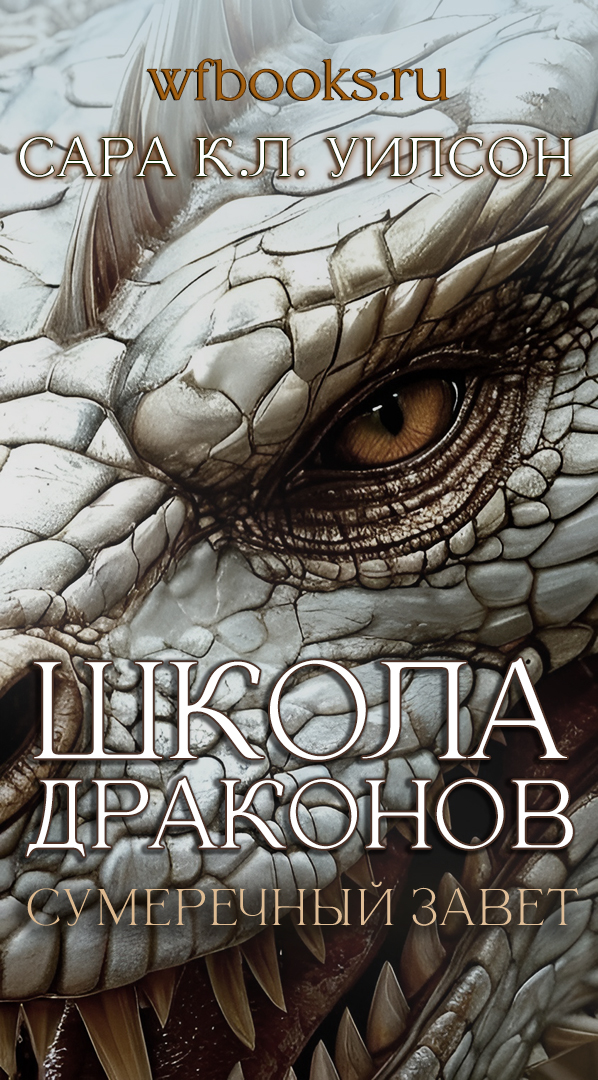 wfbooks.ru
САРА К.Л. УИЛСОН
ШКОЛА
ДРАКОНОВ
СУМЕРЕЧНЫЙ ЗАВЕТ